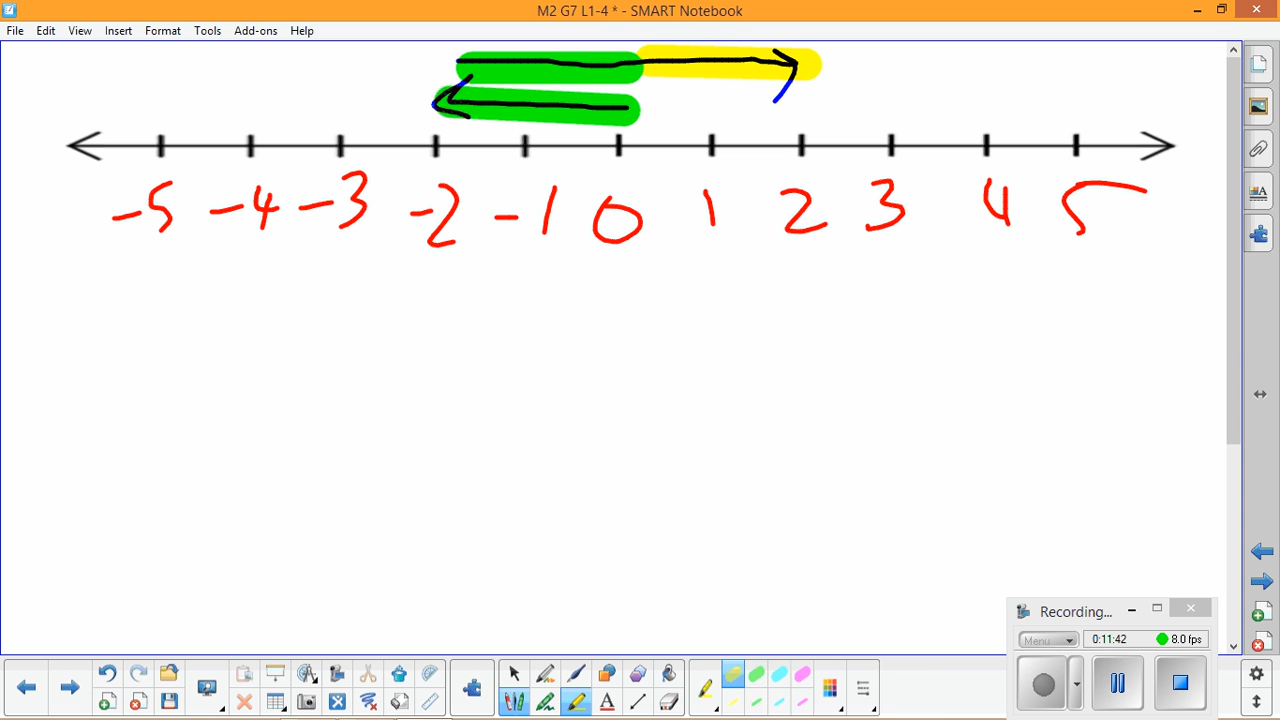 M2 G7 L1-4 * - SMART Notebook
File Edit View Insert Format Tools Add-ons Help
-5 -4 -3 -2 -1 0 1 2 3 4 5
Recording...
Menu 0:11:42 8.0 fps